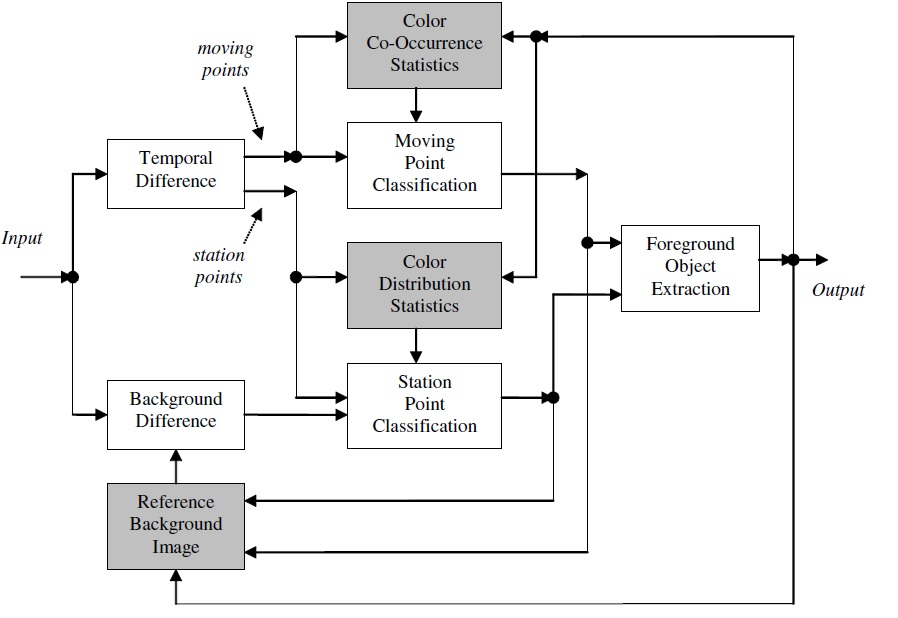 Color
Co-Occurrence
Statistics
moving
points
Temporal
Difference
Moving
Point
Classification
Input
station
points
Color
Distribution
Statistics
Foreground
Object
Extraction
Output
Background
Difference
Station
Point
Classification
Reference
Background
Image